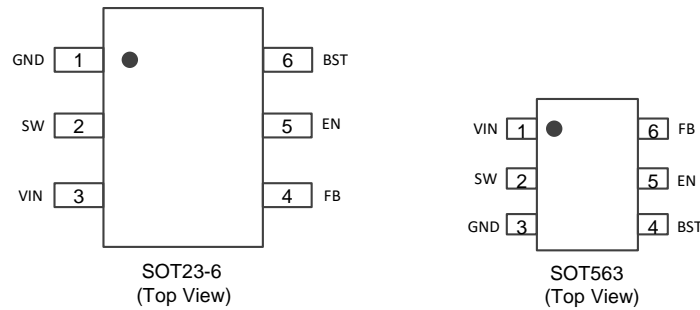 GND 1 6 BST
SW 2 5 EN
VIN 3 4 FB
SOT23-6
(Top View)
VIN 1 6 FB
SW 2 5 EN
GND 3 4 BST
SOT563
(Top View)